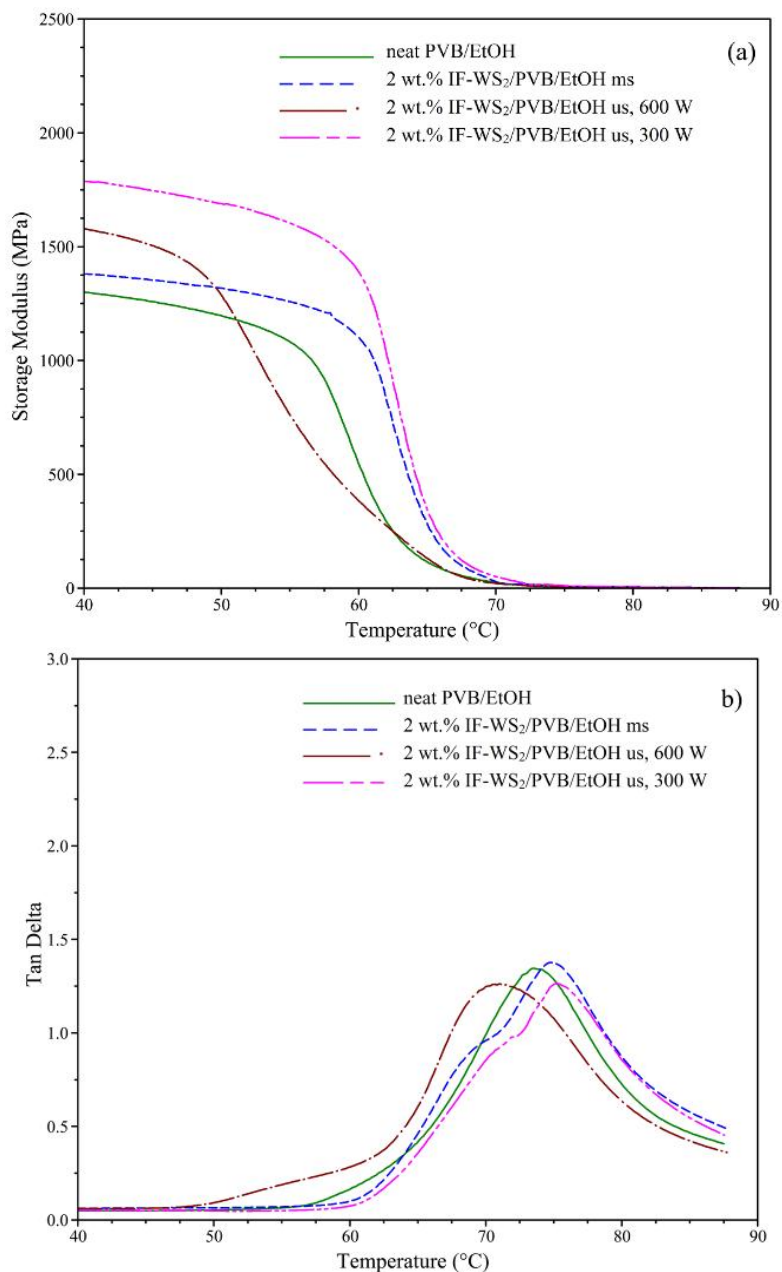 2500
(a)
neat PVB/EtOH
2 wt.% IF-WS₂/PVB/EtOH ms
2 wt.% IF-WS₂/PVB/EtOH us, 600 W
2 wt.% IF-WS₂/PVB/EtOH us, 300 W
2000
1500
1000
500
0
Storage Modulus (MPa)
40 50 60 70 80 90
Temperature (°C)
3.0
b)
neat PVB/EtOH
2 wt.% IF-WS₂/PVB/EtOH ms
2 wt.% IF-WS₂/PVB/EtOH us, 600 W
2 wt.% IF-WS₂/PVB/EtOH us, 300 W
2.5
2.0
1.5
1.0
0.5
0.0
Tan Delta
40 50 60 70 80 90
Temperature (°C)